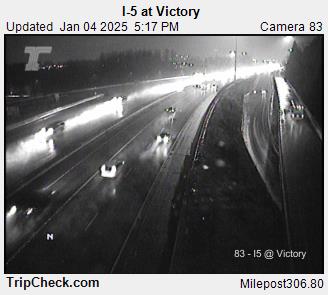 I-5 at Victory
Updated Jan 04 2025 5:17 PM Camera 83
T
N
83 - I5 @ Victory
TripCheck.com Milepost306.80